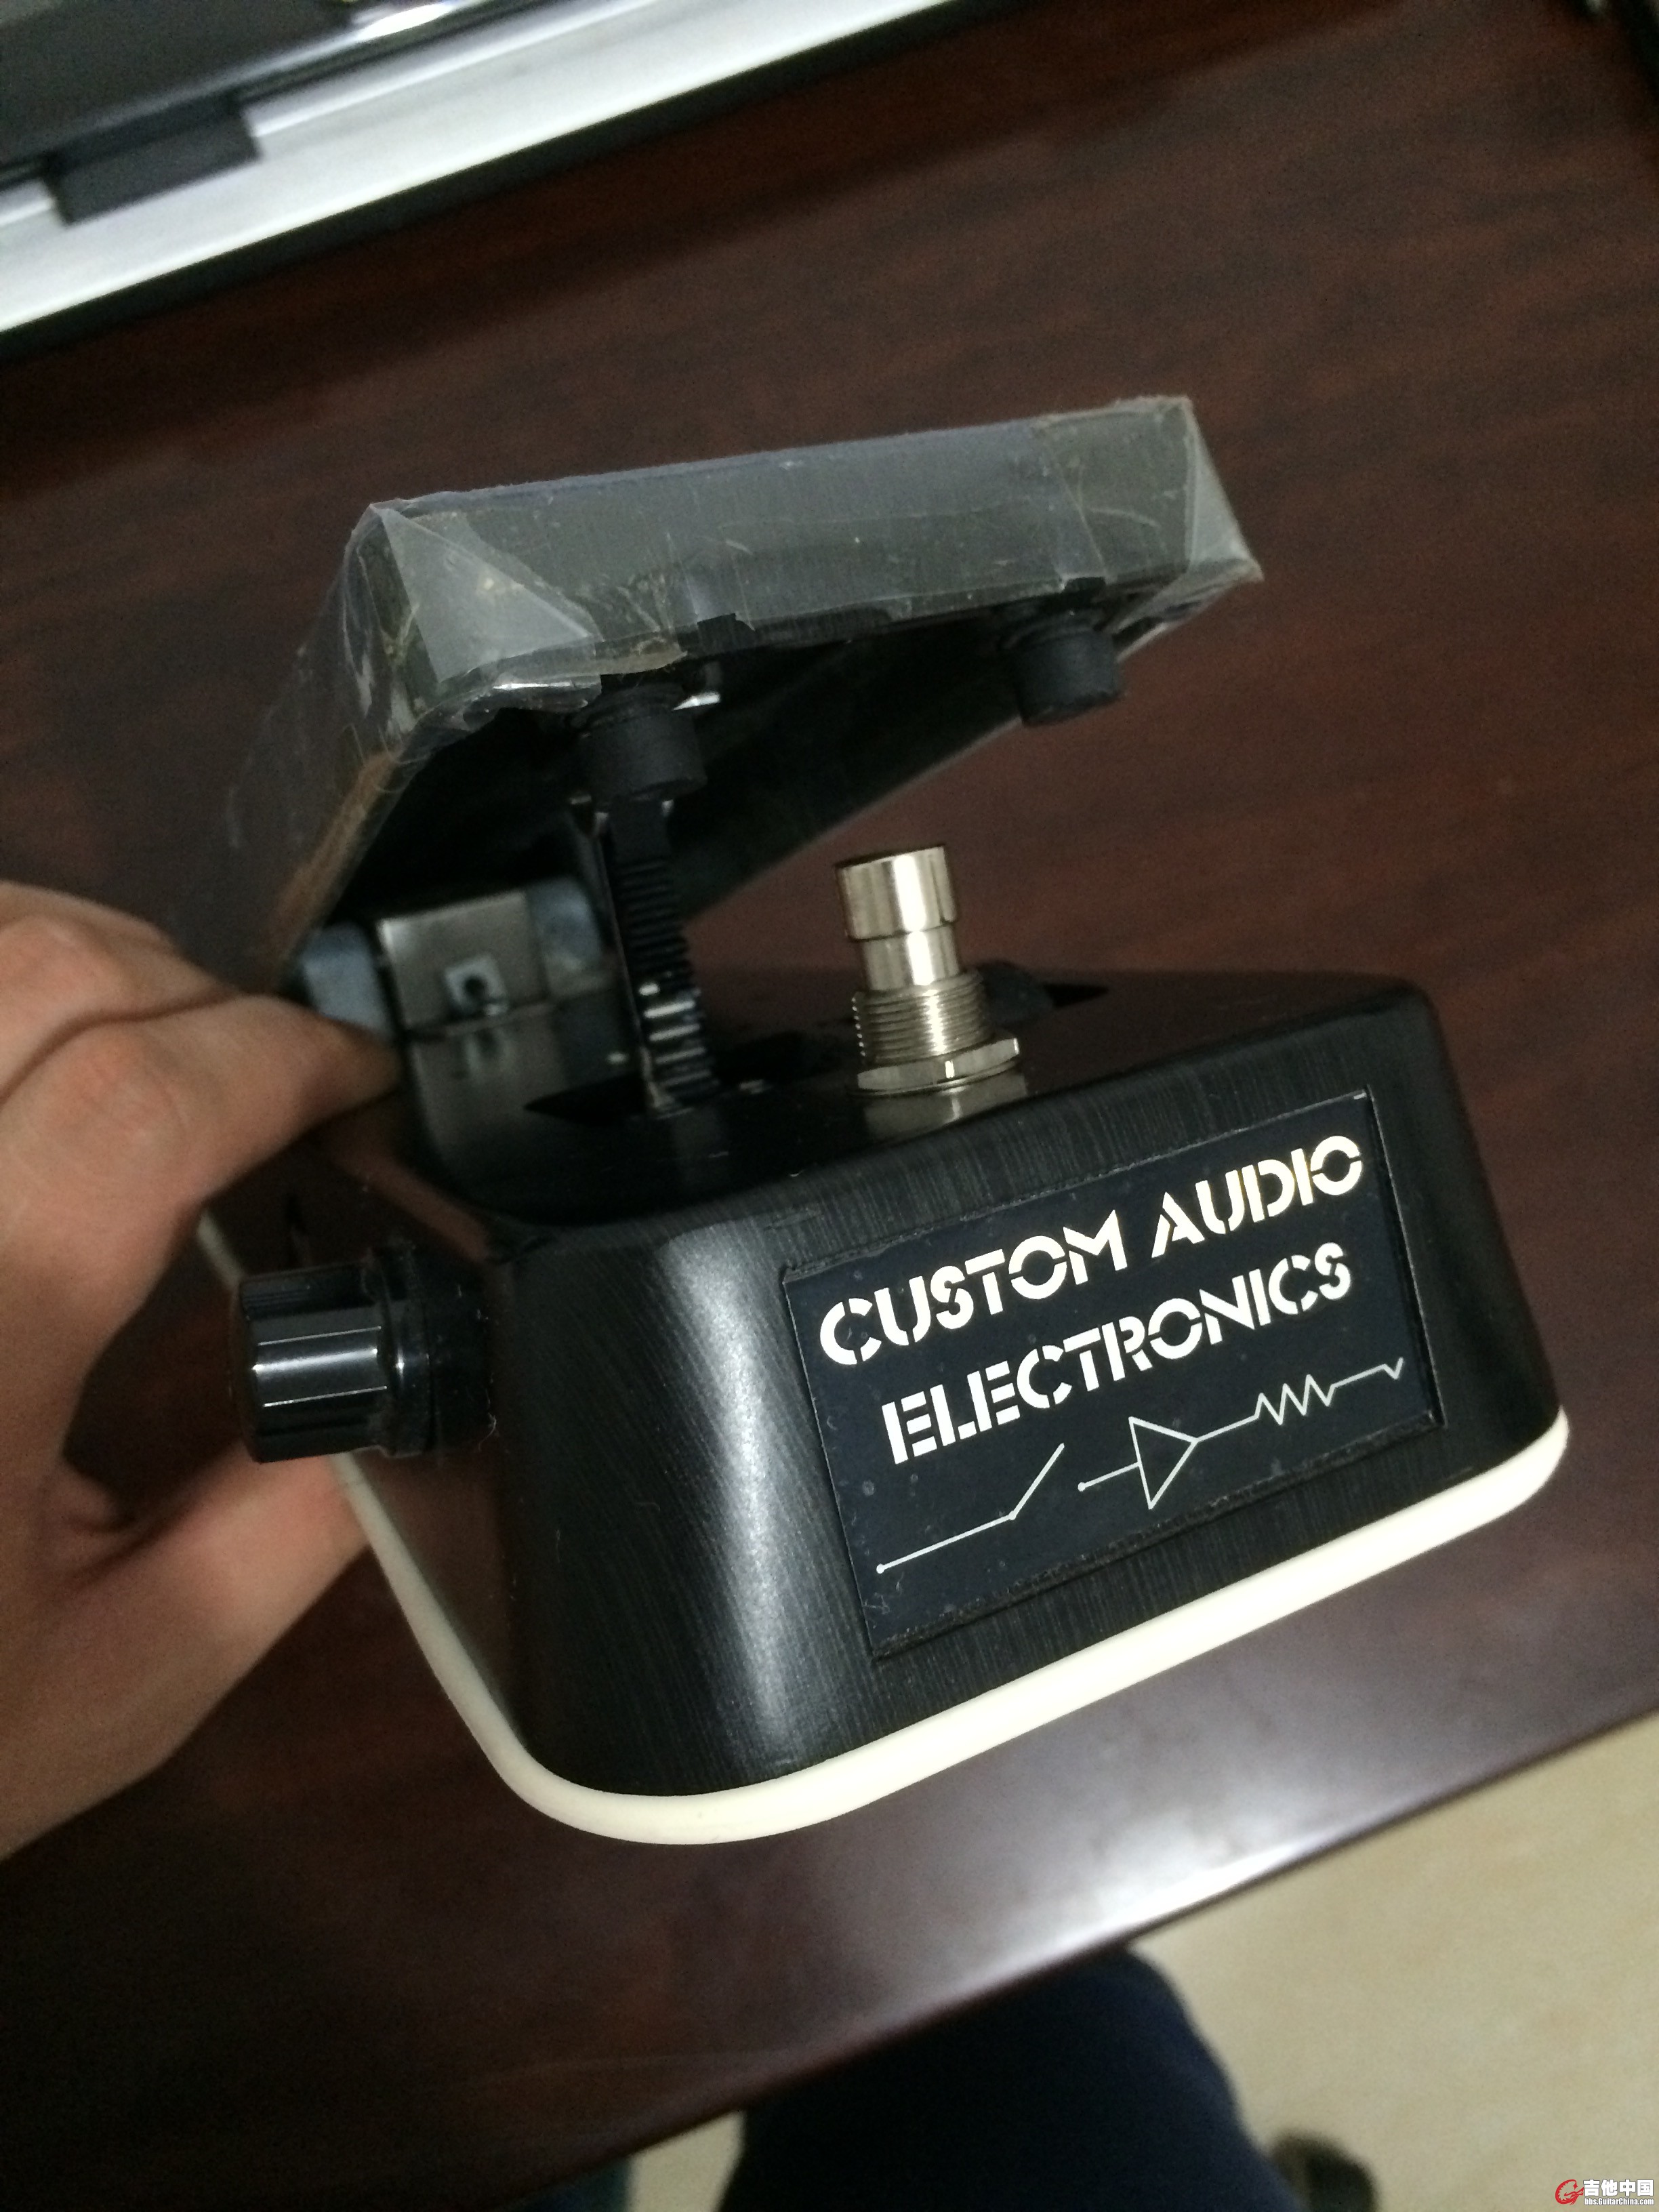 CUSTOM AUDIO
ELECTRONICS
吉他中国
bbs.GuitarChina.com